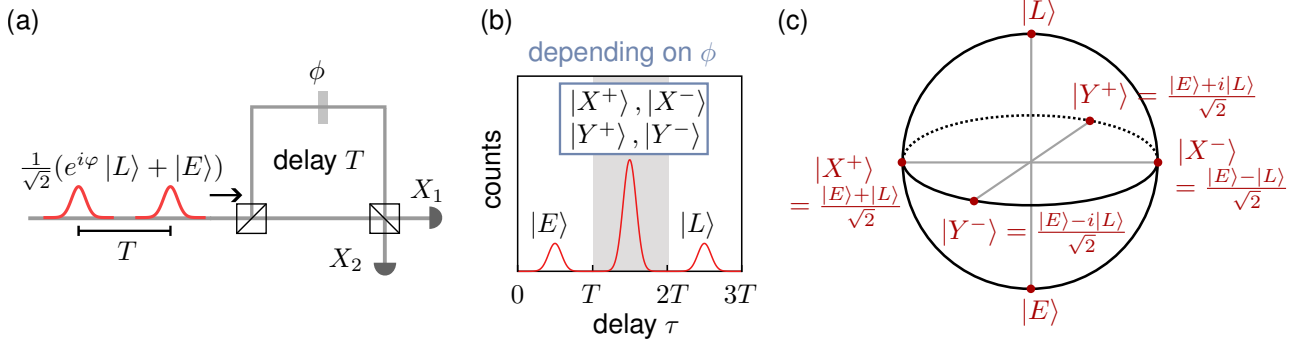 (a)
ϕ
delay T
1/√2 (e^{iφ} |L⟩ + |E⟩)
T
X₁
X₂
(b)
depending on ϕ
|X⁺⟩ , |X⁻⟩
|Y⁺⟩ , |Y⁻⟩
counts
|E⟩
|L⟩
0 T 2T 3T
delay τ
(c)
|L⟩
|Y⁺⟩ = (|E⟩+i|L⟩)/√2
|X⁺⟩
= (|E⟩+|L⟩)/√2
|X⁻⟩
= (|E⟩−|L⟩)/√2
|Y⁻⟩ = (|E⟩−i|L⟩)/√2
|E⟩